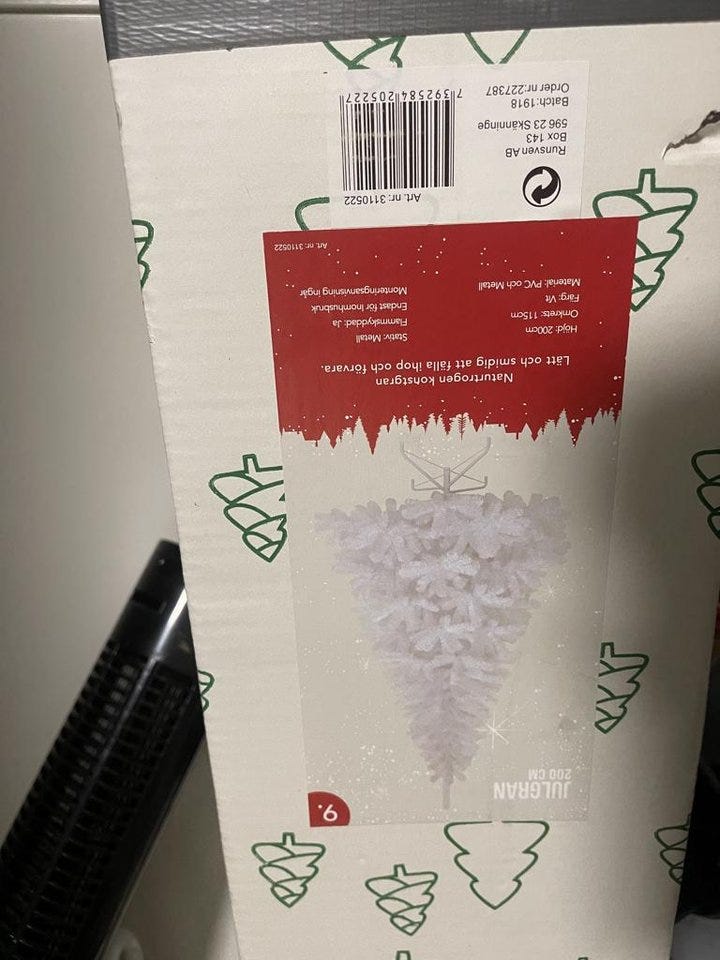 9.
JULGRAN
200 CM
Naturtrogen konstgran
Lätt och smidig att fälla ihop och förvara.
Höjd: 200cm
Omkrets: 115cm
Färg: Vit
Material: PVC och Metall
Stativ: Metall
Flammskyddad: Ja
Endast för inomhusbruk
Monteringsanvisning ingår
Art. nr: 3110522
Runsven AB
Box 143
596 23 Skänninge
Batch:1918
Order nr:227387
Art. nr: 3110522
7 392584 205227